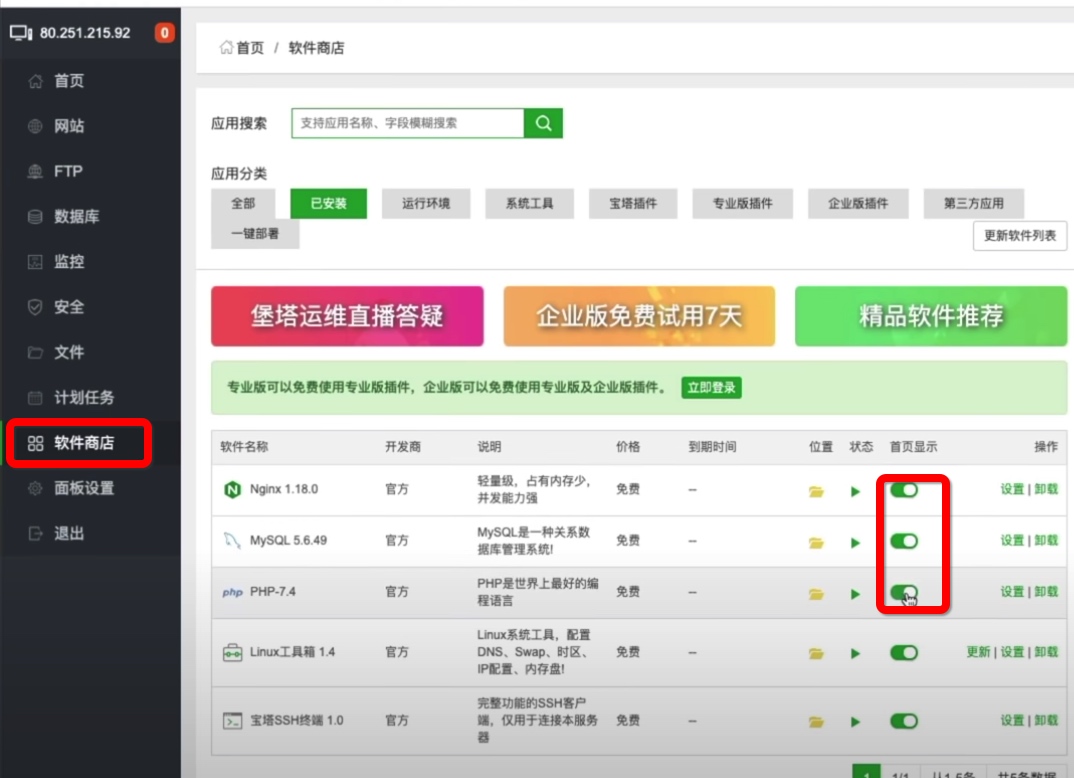 80.251.215.92 0
首页
网站
FTP
数据库
监控
安全
文件
计划任务
软件商店
面板设置
退出
首页 / 软件商店
应用搜索 支持应用名称、字段模糊搜索
应用分类
全部 已安装 运行环境 系统工具 宝塔插件 专业版插件 企业版插件 第三方应用
一键部署 更新软件列表
堡塔运维直播答疑 企业版免费试用7天 精品软件推荐
专业版可以免费使用专业版插件，企业版可以免费使用专业版及企业版插件。 立即登录
软件名称 开发商 说明 价格 到期时间 位置 状态 首页显示 操作
Nginx 1.18.0 官方 轻量级，占有内存少，
并发能力强 免费 -- 设置 | 卸载
MySQL 5.6.49 官方 MySQL是一种关系数
据库管理系统! 免费 -- 设置 | 卸载
php PHP-7.4 官方 PHP是世界上最好的编
程语言 免费 -- 设置 | 卸载
Linux工具箱 1.4 官方 Linux系统工具，配置
DNS、Swap、时区、
IP配置、内存盘! 免费 -- 更新 | 设置 | 卸载
宝塔SSH终端 1.0 官方 完整功能的SSH客户
端，仅用于连接本服务
器 免费 -- 设置 | 卸载
1 1/1 从1-5条 共5条数据